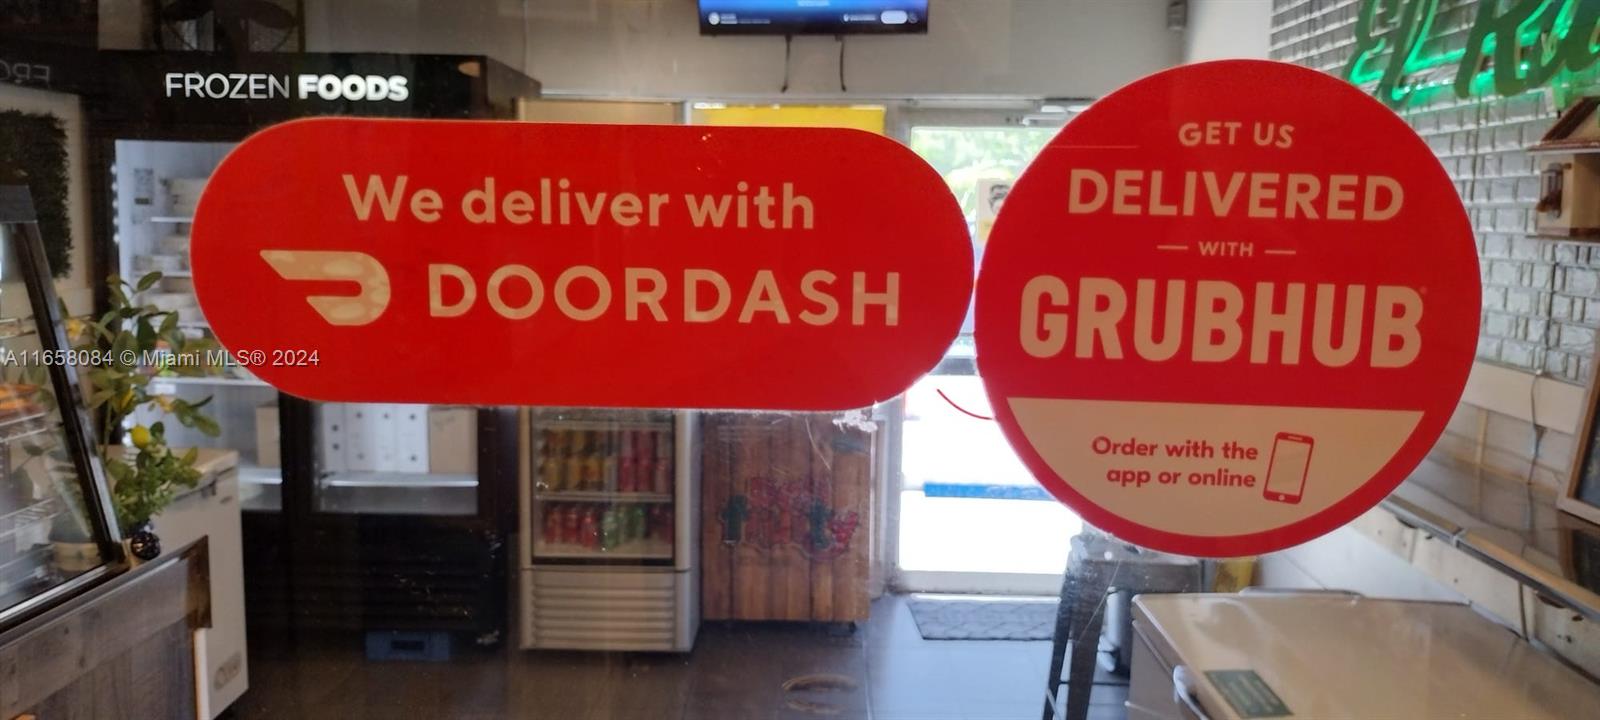 FROZEN FOODS
We deliver with
DOORDASH
GET US
DELIVERED
WITH
GRUBHUB
Order with the
app or online
El
A11658084 © Miami MLS® 2024